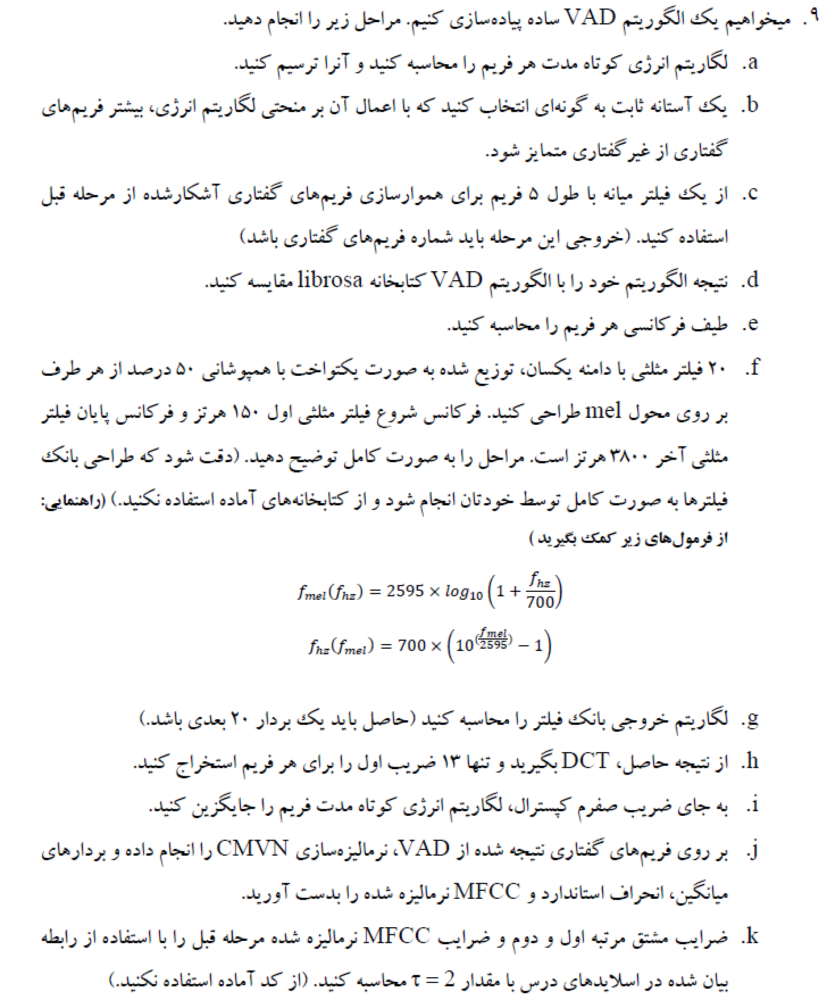 ۹. میخواهیم یک الگوریتم VAD ساده پیاده‌سازی کنیم. مراحل زیر را انجام دهید.
a. لگاریتم انرژی کوتاه مدت هر فریم را محاسبه کنید و آنرا ترسیم کنید.
b. یک آستانه ثابت به گونه‌ای انتخاب کنید که با اعمال آن بر منحتی لگاریتم انرژی، بیشتر فریم‌های
گفتاری از غیرگفتاری متمایز شود.
c. از یک فیلتر میانه با طول ۵ فریم برای هموارسازی فریم‌های گفتاری آشکارشده از مرحله قبل
استفاده کنید. (خروجی این مرحله باید شماره فریم‌های گفتاری باشد)
d. نتیجه الگوریتم خود را با الگوریتم VAD کتابخانه librosa مقایسه کنید.
e. طیف فرکانسی هر فریم را محاسبه کنید.
f. ۲۰ فیلتر مثلثی با دامنه یکسان، توزیع شده به صورت یکتواخت با همپوشانی ۵۰ درصد از هر طرف
بر روی محول mel طراحی کنید. فرکانس شروع فیلتر مثلثی اول ۱۵۰ هرتز و فرکانس پایان فیلتر
مثلثی آخر ۳۸۰۰ هرتز است. مراحل را به صورت کامل توضیح دهید. (دقت شود که طراحی بانک
فیلترها به صورت کامل توسط خودتان انجام شود و از کتابخانه‌های آماده استفاده نکنید.) (راهنمایی:
از فرمول‌های زیر کمک بگیرید )
f_{mel}(f_{hz}) = 2595 × log_{10}(1 + \frac{f_{hz}}{700})
f_{hz}(f_{mel}) = 700 × (10^{(\frac{f_{mel}}{2595})} − 1)
g. لگاریتم خروجی بانک فیلتر را محاسبه کنید (حاصل باید یک بردار ۲۰ بعدی باشد.)
h. از نتیجه حاصل، DCT بگیرید و تنها ۱۳ ضریب اول را برای هر فریم استخراج کنید.
i. به جای ضریب صفرم کپسترال، لگاریتم انرژی کوتاه مدت فریم را جایگزین کنید.
j. بر روی فریم‌های گفتاری نتیجه شده از VAD، نرمالیزه‌سازی CMVN را انجام داده و بردارهای
میانگین، انحراف استاندارد و MFCC نرمالیزه شده را بدست آورید.
k. ضرایب مشتق مرتبه اول و دوم و ضرایب MFCC نرمالیزه شده مرحله قبل را با استفاده از رابطه
بیان شده در اسلایدهای درس با مقدار τ = 2 محاسبه کنید. (از کد آماده استفاده نکنید.)